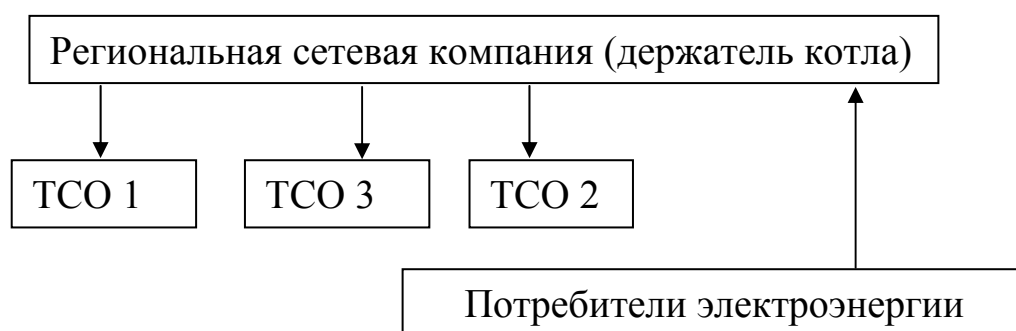 Региональная сетевая компания (держатель котла)
ТСО 1
ТСО 3
ТСО 2
Потребители электроэнергии